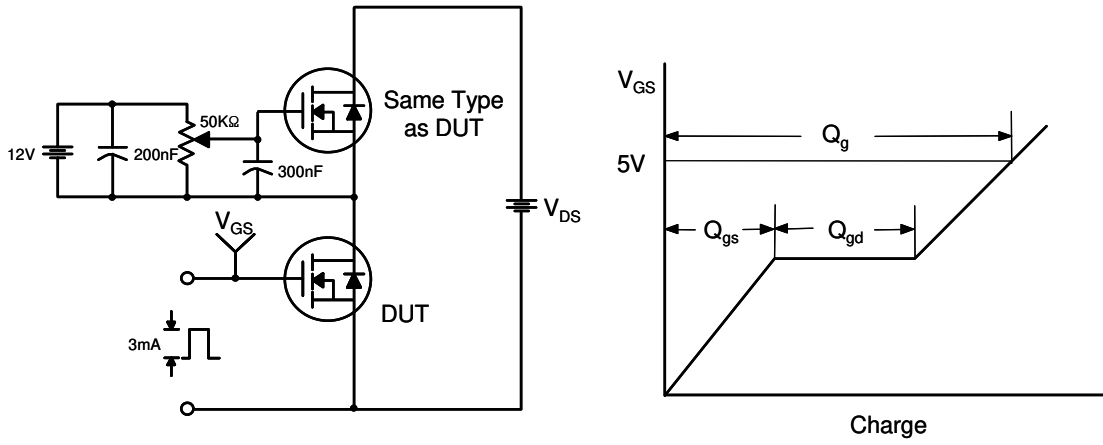 12V
200nF
50KΩ
300nF
Same Type
as DUT
V_DS
V_GS
DUT
3mA
V_GS
5V
Q_g
Q_gs
Q_gd
Charge